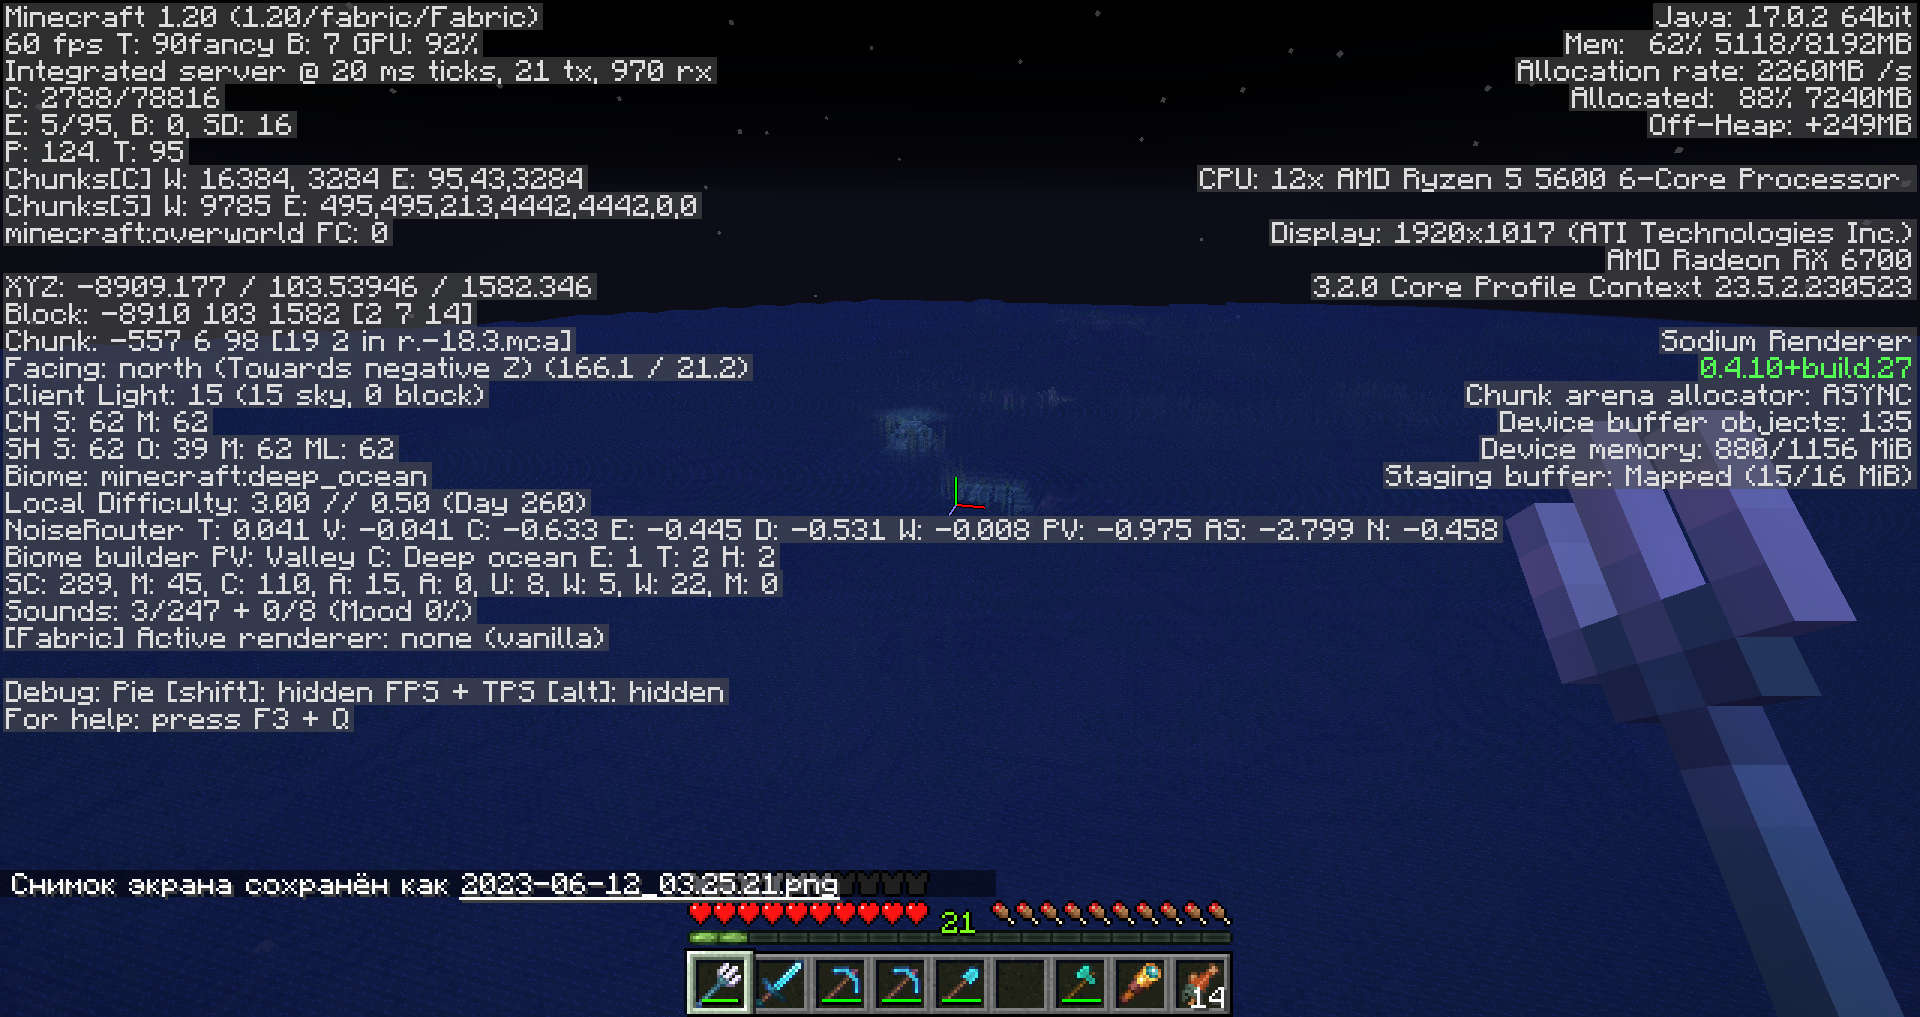 Minecraft 1.20 (1.20/fabric/Fabric)
60 fps T: 90fancy B: 7 GPU: 92%
Integrated server @ 20 ms ticks, 21 tx, 970 rx
C: 2788/78816
E: 5/95, B: 0, SD: 16
P: 124. T: 95
Chunks[C] W: 16384, 3284 E: 95,43,3284
Chunks[S] W: 9785 E: 495,495,213,4442,4442,0,0
minecraft:overworld FC: 0
XYZ: -8909.177 / 103.53946 / 1582.346
Block: -8910 103 1582 [2 7 14]
Chunk: -557 6 98 [19 2 in r.-18.3.mca]
Facing: north (Towards negative Z) (166.1 / 21.2)
Client Light: 15 (15 sky, 0 block)
CH S: 62 M: 62
SH S: 62 O: 39 M: 62 ML: 62
Biome: minecraft:deep_ocean
Local Difficulty: 3.00 // 0.50 (Day 260)
NoiseRouter T: 0.041 V: -0.041 C: -0.633 E: -0.445 D: -0.531 W: -0.008 PV: -0.975 AS: -2.799 N: -0.458
Biome builder PV: Valley C: Deep ocean E: 1 T: 2 H: 2
SC: 289, M: 45, C: 110, A: 15, A: 0, U: 8, W: 5, W: 22, M: 0
Sounds: 3/247 + 0/8 (Mood 0%)
[Fabric] Active renderer: none (vanilla)
Debug: Pie [shift]: hidden FPS + TPS [alt]: hidden
For help: press F3 + Q
Java: 17.0.2 64bit
Mem: 62% 5118/8192MB
Allocation rate: 2260MB /s
Allocated: 88% 7240MB
Off-Heap: +249MB
CPU: 12x AMD Ryzen 5 5600 6-Core Processor
Display: 1920x1017 (ATI Technologies Inc.)
AMD Radeon RX 6700
3.2.0 Core Profile Context 23.5.2.230523
Sodium Renderer
0.4.10+build.27
Chunk arena allocator: ASYNC
Device buffer objects: 135
Device memory: 880/1156 MiB
Staging buffer: Mapped (15/16 MiB)
Снимок экрана сохранён как 2023-06-12_03.25.21.png
21
14